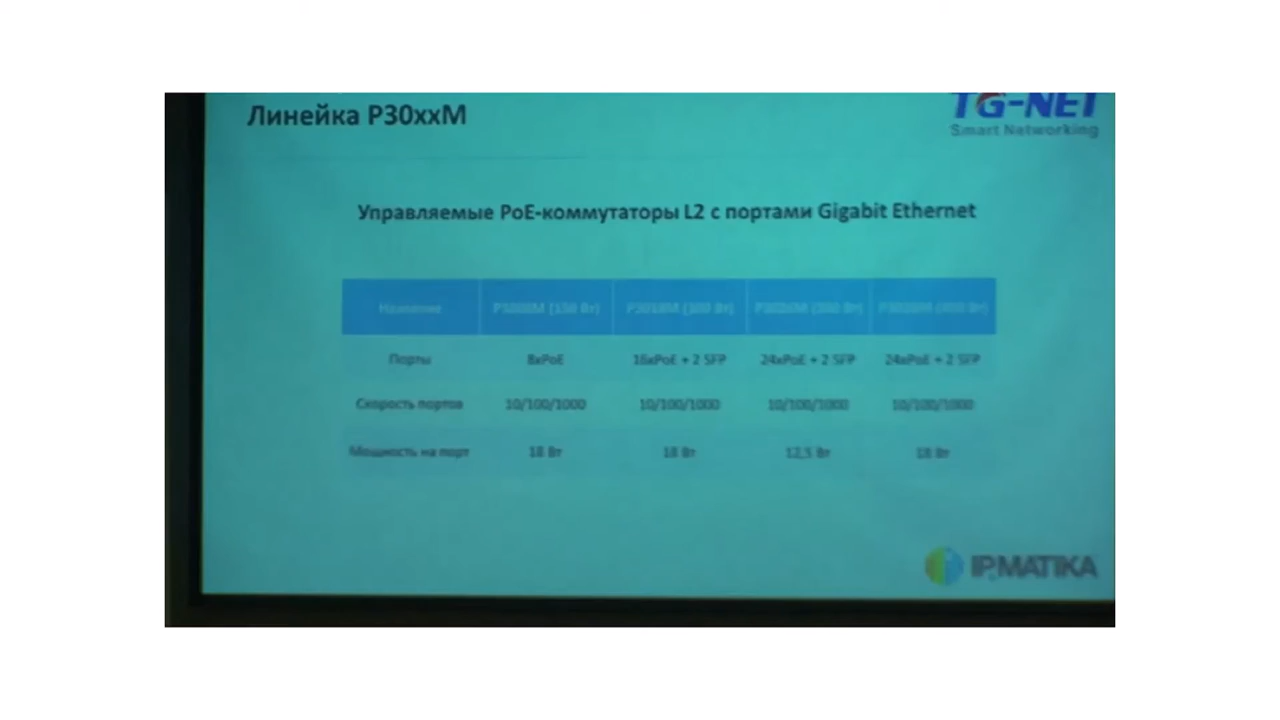 Линейка P30xxM
TG-NET
Smart Networking
Управляемые PoE-коммутаторы L2 с портами Gigabit Ethernet
Название
Порты 8xPoE 16xPoE + 2 SFP 24xPoE + 2 SFP 24xPoE + 2 SFP
Скорость портов 10/100/1000 10/100/1000 10/100/1000 10/100/1000
Мощность на порт 18 Вт 18 Вт 12,5 Вт 18 Вт
IPMATIKA